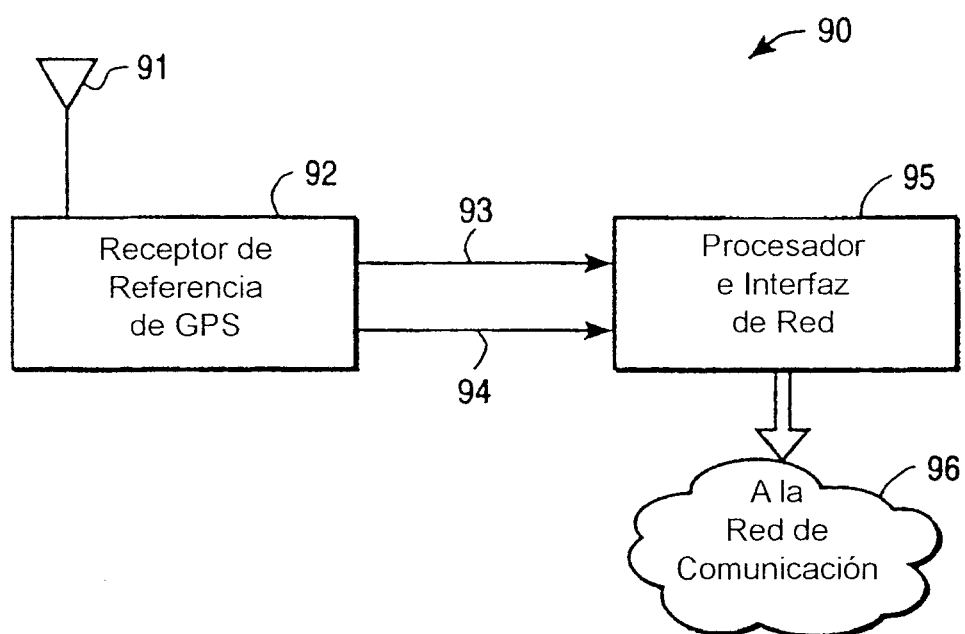 90
91
92
Receptor de
Referencia
de GPS
93
94
95
Procesador
e Interfaz
de Red
96
A la
Red de
Comunicación